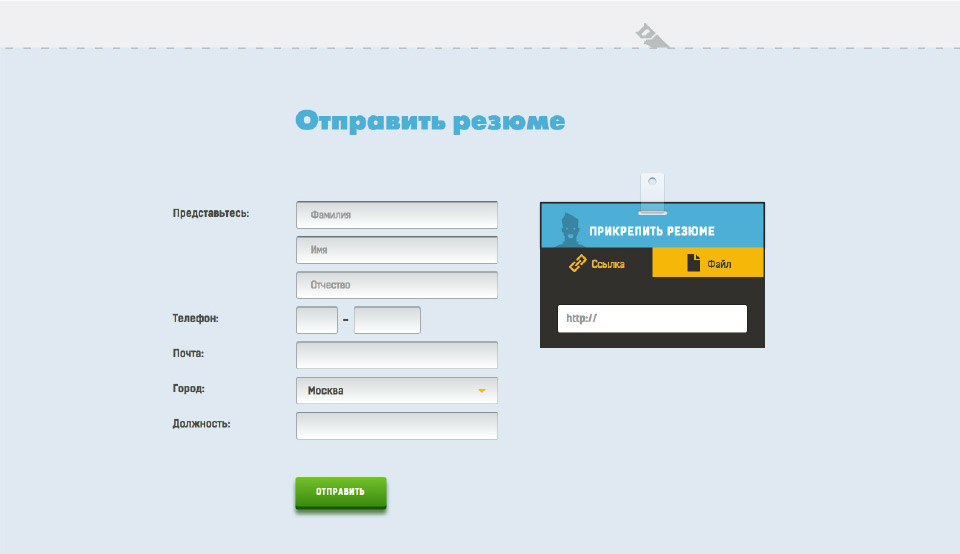 Отправить резюме
Представьтесь:
Фамилия
Имя
Отчество
Телефон:
–
Почта:
Город:
Москва
Должность:
ОТПРАВИТЬ
ПРИКРЕПИТЬ РЕЗЮМЕ
Ссылка
Файл
http://